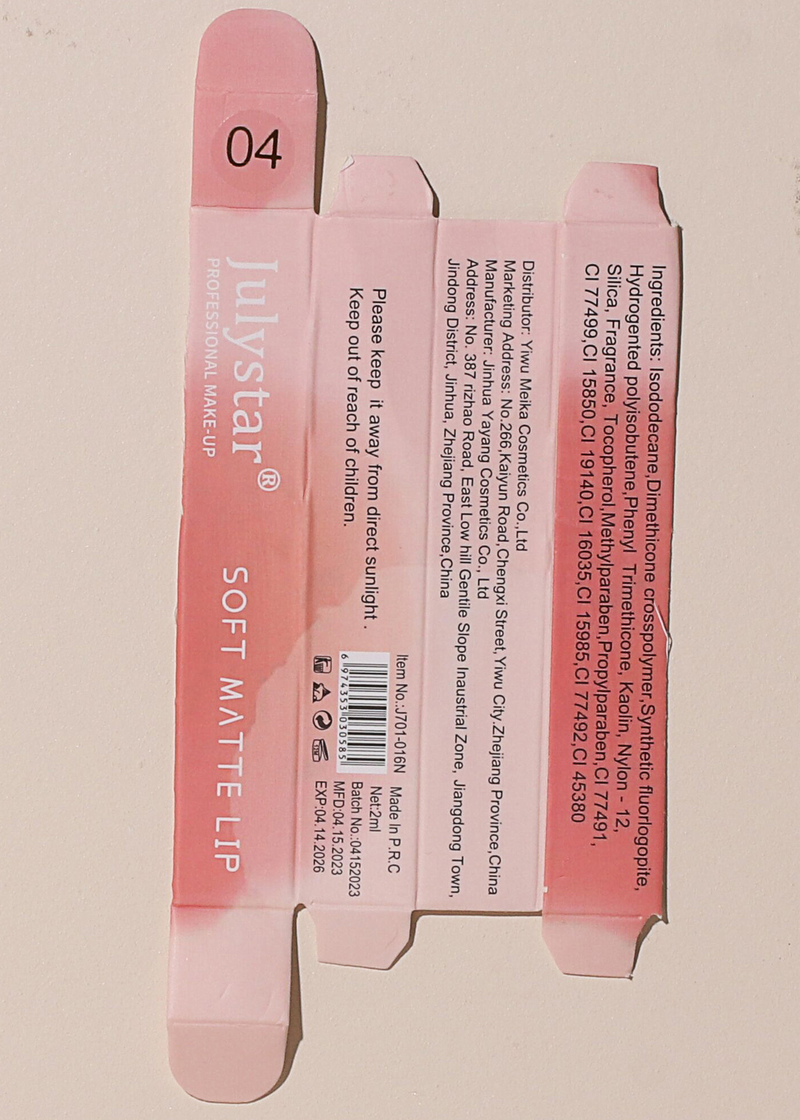 04
Julystar®
PROFESSIONAL MAKE-UP
SOFT MATTE LIP
Please keep it away from direct sunlight .
Keep out of reach of children.
Item No.:J701-016N
6 974353 030585
Made In P.R.C
Net:2ml
Batch No.:04152023
MFD:04.15.2023
EXP:04.14.2026
Distributor: Yiwu Meika Cosmetics Co.,Ltd
Marketing Address: No.266,Kaiyun Road,Chengxi Street,Yiwu City.Zhejiang Province,China
Manufacturer: Jinhua Yayang Cosmetics Co., Ltd
Address: No. 387 rizhao Road, East Low hill Gentile Slope Inaustrial Zone, Jiangdong Town,
Jindong District, Jinhua, Zhejiang Province,China
Ingredients: Isododecane,Dimethicone crosspolymer,Synthetic fluorlogopite,
Hydrogented polyisobutene,Phenyl Trimethicone, Kaolin, Nylon - 12,
Silica, Fragrance, Tocopherol,Methylparaben,Propylparaben,CI 77491,
CI 77499,CI 15850,CI 19140,CI 16035,CI 15985,CI 77492,CI 45380